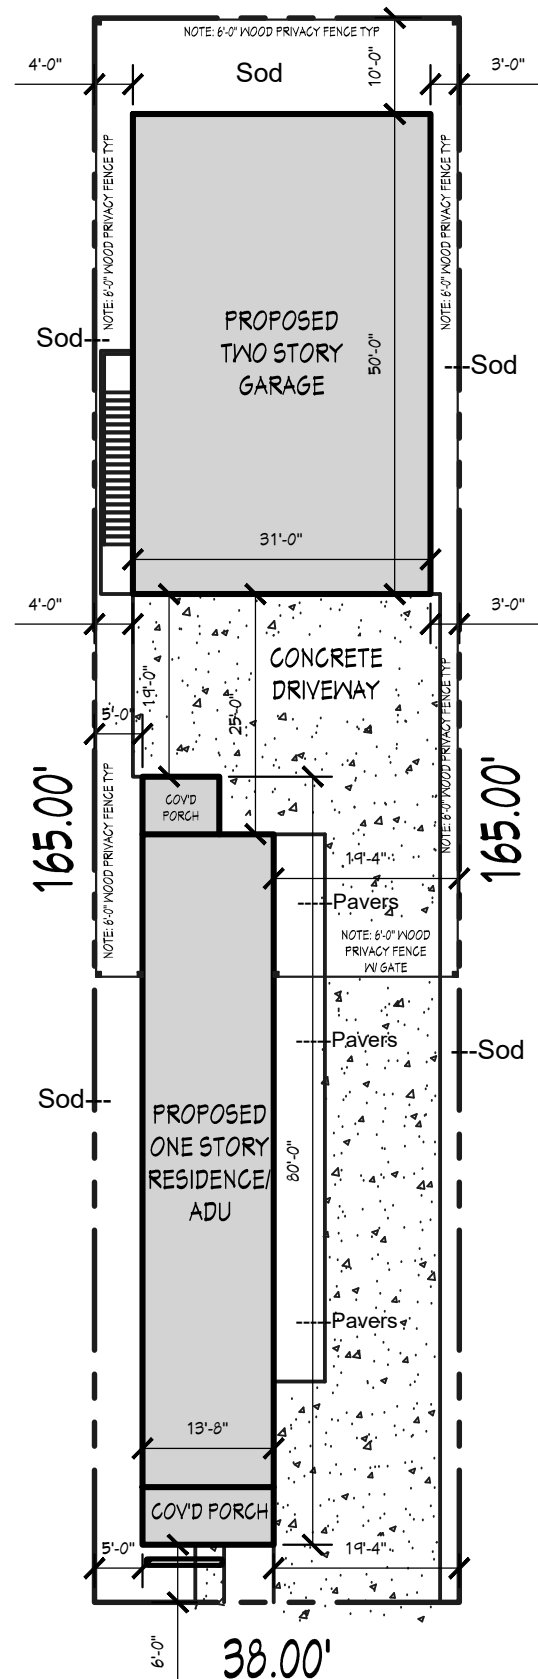 NOTE: 6'-0" WOOD PRIVACY FENCE TYP
4'-0"
Sod
10'-0"
3'-0"
NOTE: 6'-0" WOOD PRIVACY FENCE TYP
NOTE: 6'-0" WOOD PRIVACY FENCE TYP
PROPOSED
TWO STORY
GARAGE
50'-0"
Sod
Sod
31'-0"
4'-0"
3'-0"
CONCRETE
DRIVEWAY
19'-0"
25'-0"
5'-0"
NOTE: 6'-0" WOOD PRIVACY FENCE TYP
165.00'
COV'D
PORCH
165.00'
NOTE: 6'-0" WOOD PRIVACY FENCE TYP
19'-4"
Pavers
NOTE: 6'-0" WOOD
PRIVACY FENCE
W/ GATE
Pavers
Sod
Sod
PROPOSED
ONE STORY
RESIDENCE/
ADU
80'-0"
Pavers
13'-8"
COV'D PORCH
5'-0"
19'-4"
6'-0"
38.00'